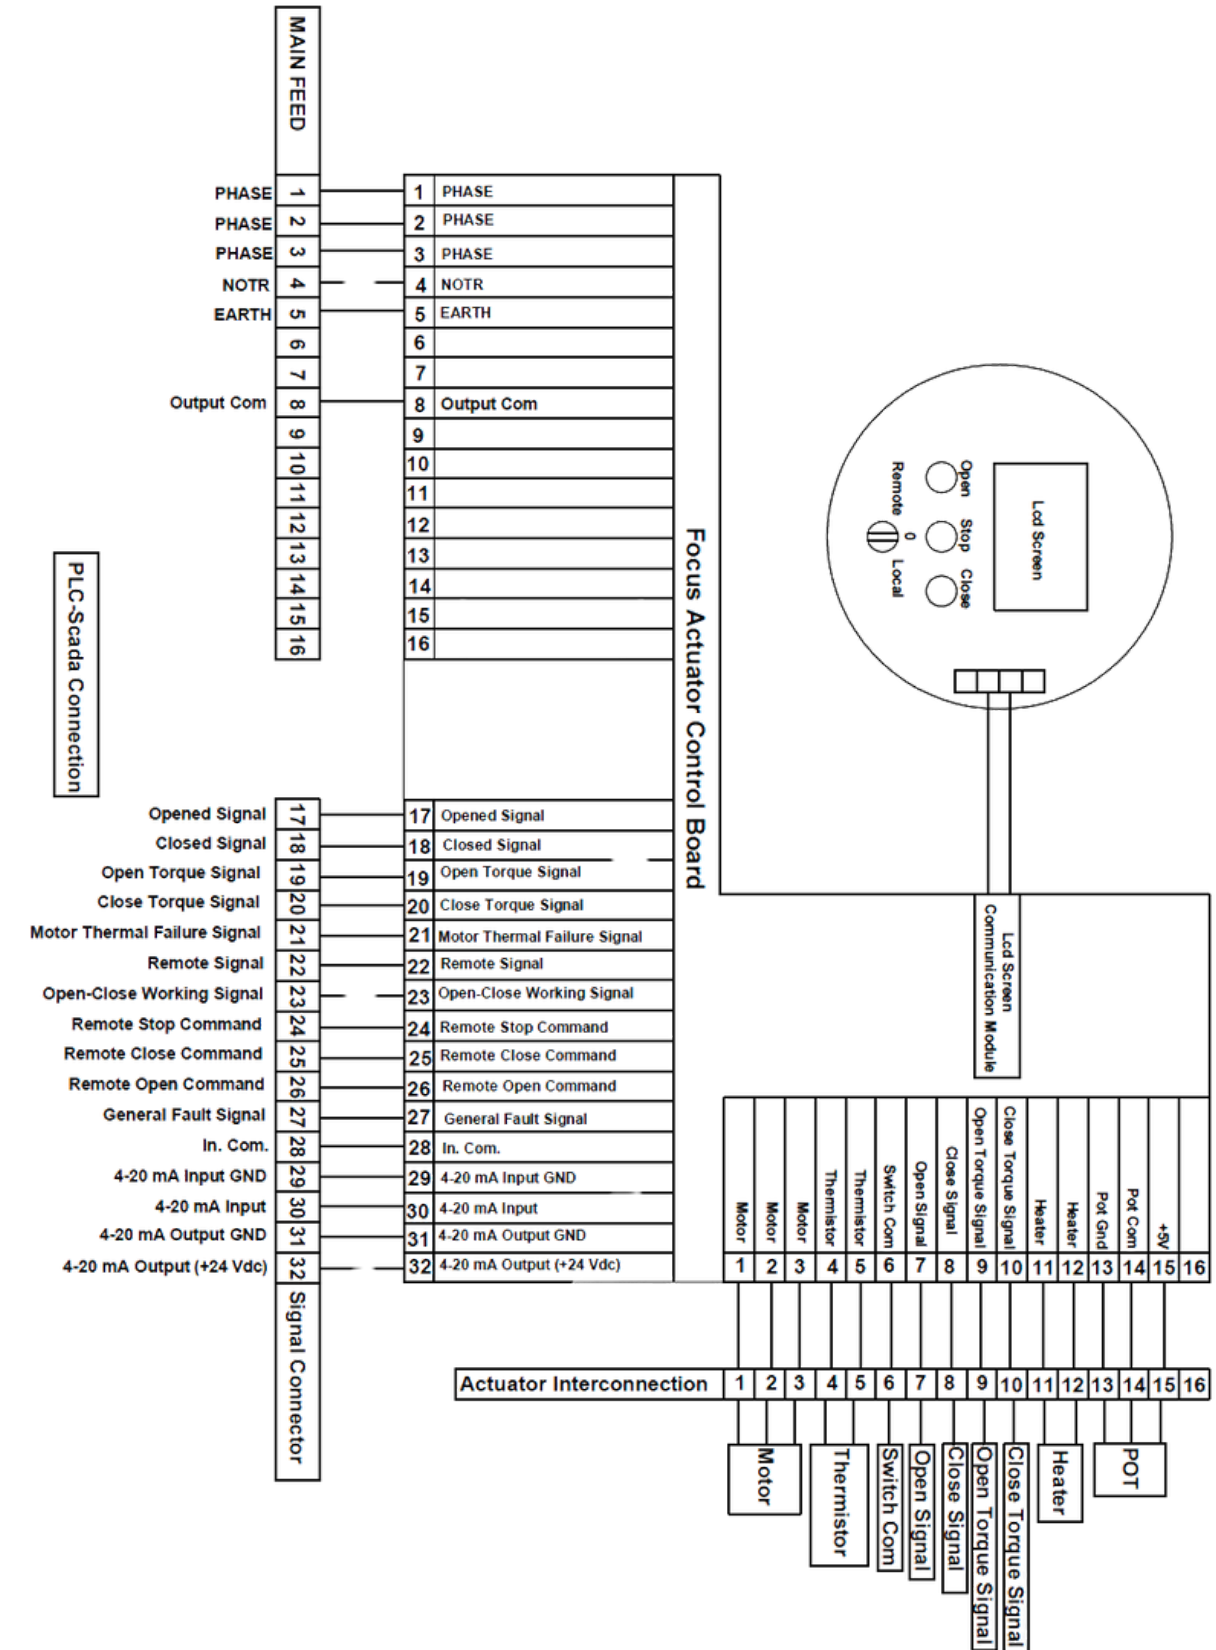 MAIN FEED
PHASE 1 1 PHASE
PHASE 2 2 PHASE
PHASE 3 3 PHASE
NOTR 4 4 NOTR
EARTH 5 5 EARTH
6 6
7 7
Output Com 8 8 Output Com
9 9
10 10
11 11
12 12
13 13
14 14
15 15
16 16
PLC-Scada Connection
Opened Signal 17 17 Opened Signal
Closed Signal 18 18 Closed Signal
Open Torque Signal 19 19 Open Torque Signal
Close Torque Signal 20 20 Close Torque Signal
Motor Thermal Failure Signal 21 21 Motor Thermal Failure Signal
Remote Signal 22 22 Remote Signal
Open-Close Working Signal 23 23 Open-Close Working Signal
Remote Stop Command 24 24 Remote Stop Command
Remote Close Command 25 25 Remote Close Command
Remote Open Command 26 26 Remote Open Command
General Fault Signal 27 27 General Fault Signal
In. Com. 28 28 In. Com.
4-20 mA Input GND 29 29 4-20 mA Input GND
4-20 mA Input 30 30 4-20 mA Input
4-20 mA Output GND 31 31 4-20 mA Output GND
4-20 mA Output (+24 Vdc) 32 32 4-20 mA Output (+24 Vdc)
Signal Connector
Focus Actuator Control Board
Lcd Screen
Open
Stop
Close
Remote
0
Local
Lcd Screen
Communication Module
Motor
Motor
Motor
Thermistor
Thermistor
Switch Com
Open Signal
Close Signal
Open Torque Signal
Close Torque Signal
Heater
Heater
Pot Gnd
Pot Com
+5V
1 2 3 4 5 6 7 8 9 10 11 12 13 14 15 16
Actuator Interconnection 1 2 3 4 5 6 7 8 9 10 11 12 13 14 15 16
Motor
Thermistor
Switch Com
Open Signal
Close Signal
Open Torque Signal
Close Torque Signal
Heater
POT